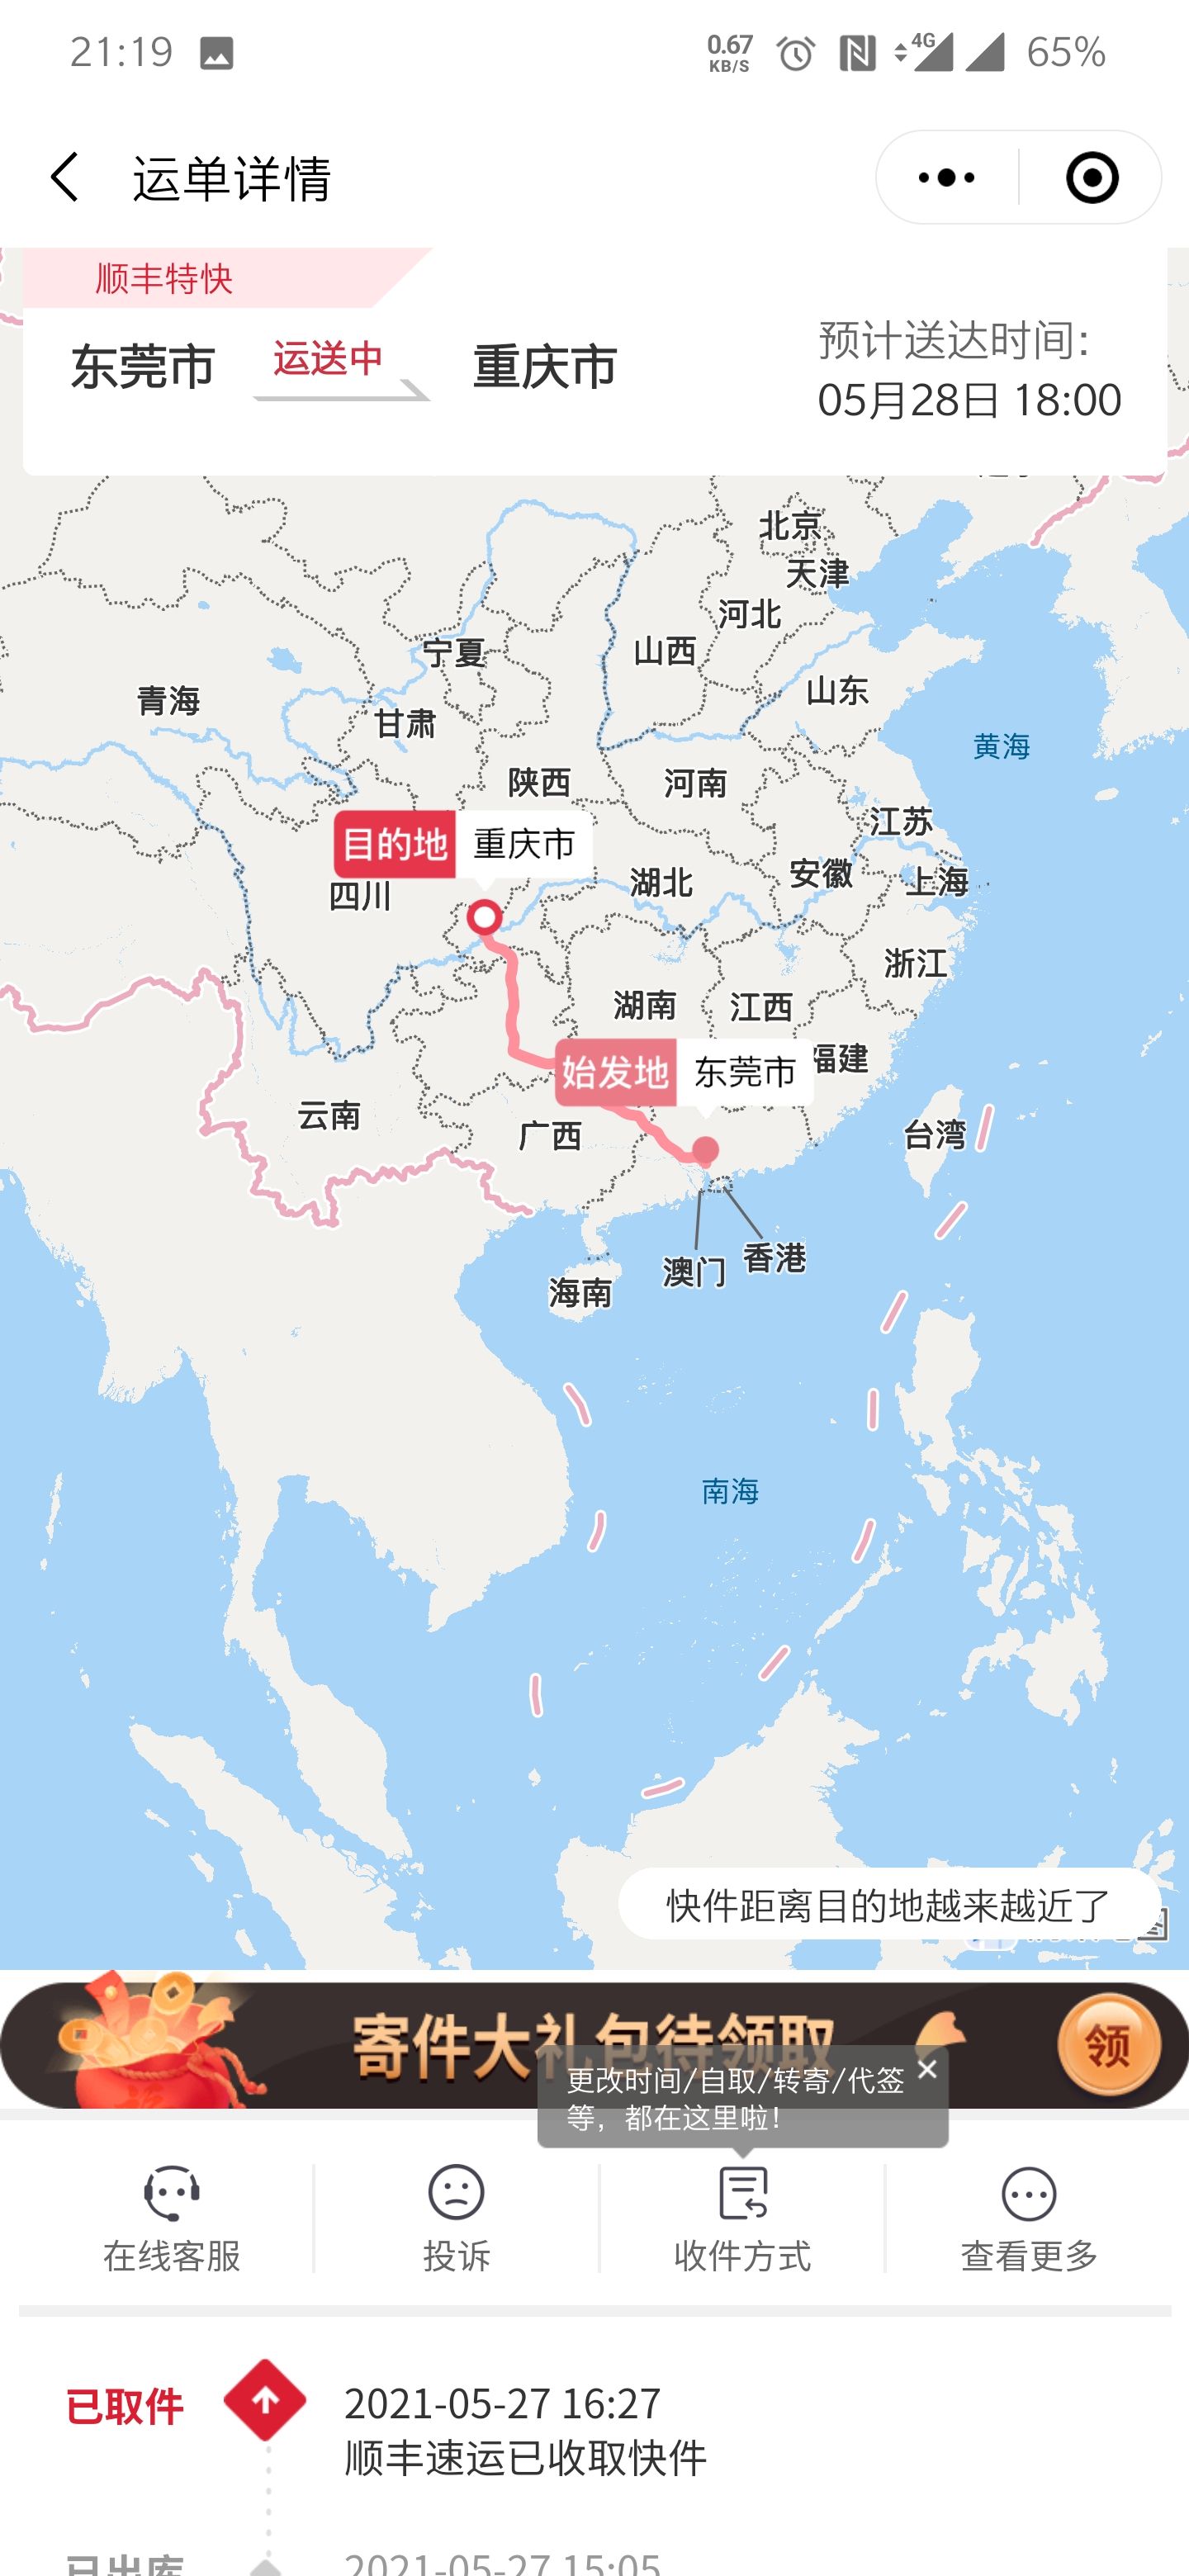 21:19
0.67
KB/S
4G
65%
运单详情
顺丰特快
东莞市
运送中
重庆市
预计送达时间:
05月28日 18:00
北京
天津
河北
宁夏
山西
山东
青海
甘肃
黄海
陕西
河南
江苏
目的地 重庆市
四川
湖北
安徽
上海
浙江
湖南
江西
始发地 东莞市
福建
云南
广西
台湾
澳门
香港
海南
南海
快件距离目的地越来越近了
寄件大礼包待领取
领
更改时间/自取/转寄/代签
等，都在这里啦!
在线客服
投诉
收件方式
查看更多
已取件
2021-05-27 16:27
顺丰速运已收取快件
已出库
2021-05-27 15:05